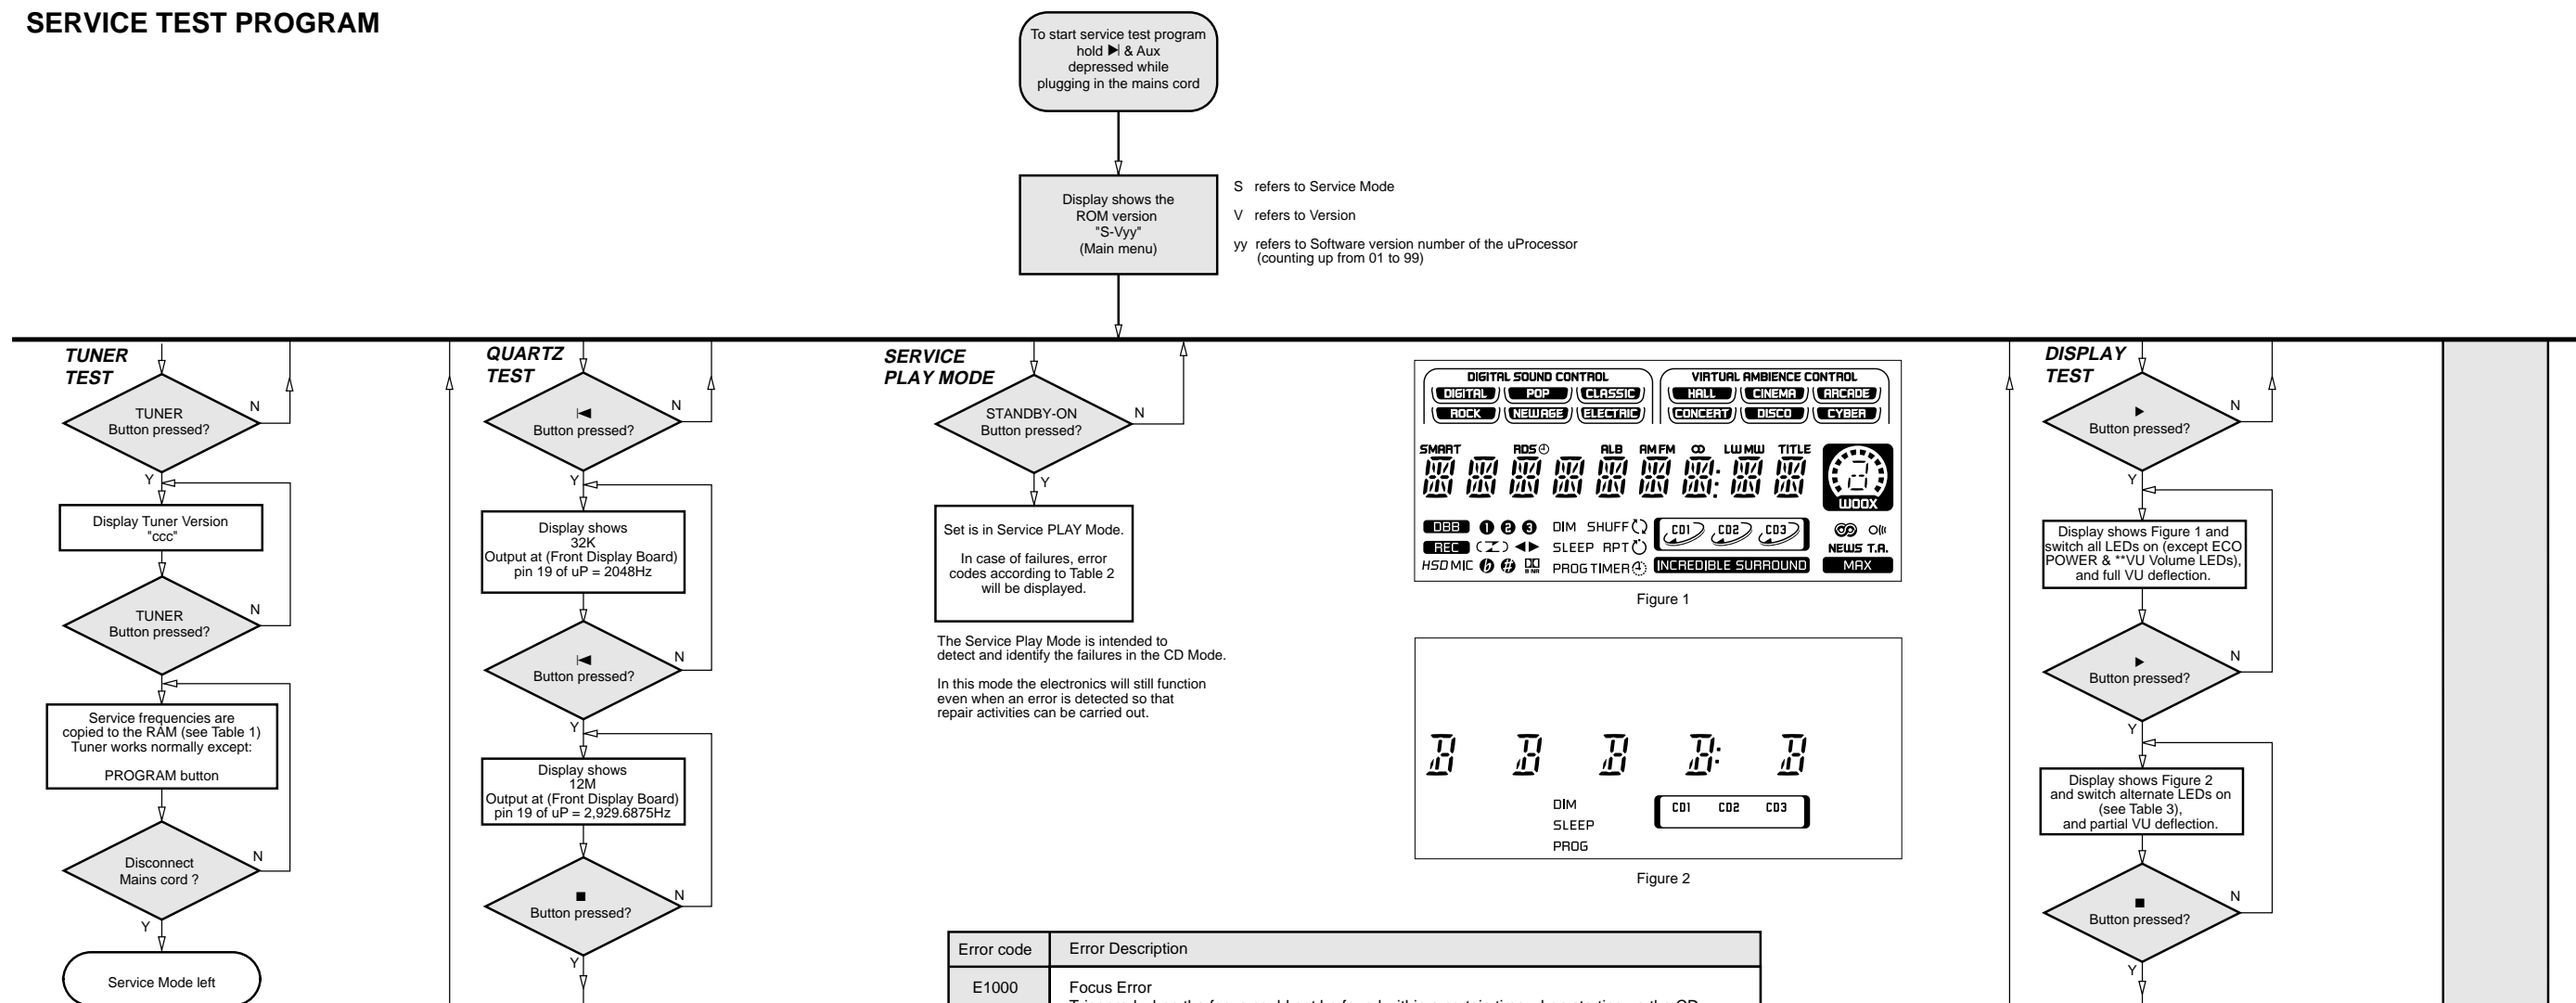 SERVICE TEST PROGRAM
To start service test program
hold & Aux
depressed while
plugging in the mains cord
Display shows the
ROM version
"S-Vyy"
(Main menu)
S refers to Service Mode
V refers to Version
yy refers to Software version number of the uProcessor
(counting up from 01 to 99)
TUNER
TEST
TUNER
Button pressed?
N
Y
Display Tuner Version
"ccc"
TUNER
Button pressed?
N
Service frequencies are
copied to the RAM (see Table 1)
Tuner works normally except:
PROGRAM button
Disconnect
Mains cord ?
N
Y
Service Mode left
QUARTZ
TEST
Button pressed?
N
Y
Display shows
32K
Output at (Front Display Board)
pin 19 of uP = 2048Hz
Button pressed?
N
Y
Display shows
12M
Output at (Front Display Board)
pin 19 of uP = 2,929.6875Hz
Button pressed?
N
Y
SERVICE
PLAY MODE
STANDBY-ON
Button pressed?
N
Y
Set is in Service PLAY Mode.
In case of failures, error
codes according to Table 2
will be displayed.
The Service Play Mode is intended to
detect and identify the failures in the CD Mode.
In this mode the electronics will still function
even when an error is detected so that
repair activities can be carried out.
DIGITAL SOUND CONTROL VIRTUAL AMBIENCE CONTROL
DIGITAL POP CLASSIC HALL CINEMA ARCADE
ROCK NEWAGE ELECTRIC CONCERT DISCO CYBER
SMART RDS ALB AM FM LW MW TITLE
WOOX
DBB 1 2 3 DIM SHUFF CD1 CD2 CD3
REC SLEEP RPT NEWS T.A.
HSD MIC PROG TIMER INCREDIBLE SURROUND MAX
Figure 1
DIM
SLEEP
PROG
CD1 CD2 CD3
Figure 2
Error code Error Description
E1000 Focus Error
DISPLAY
TEST
Button pressed?
N
Y
Display shows Figure 1 and
switch all LEDs on (except ECO
POWER & **VU Volume LEDs),
and full VU deflection.
Button pressed?
N
Y
Display shows Figure 2
and switch alternate LEDs on
(see Table 3),
and partial VU deflection.
Button pressed?
N
Y